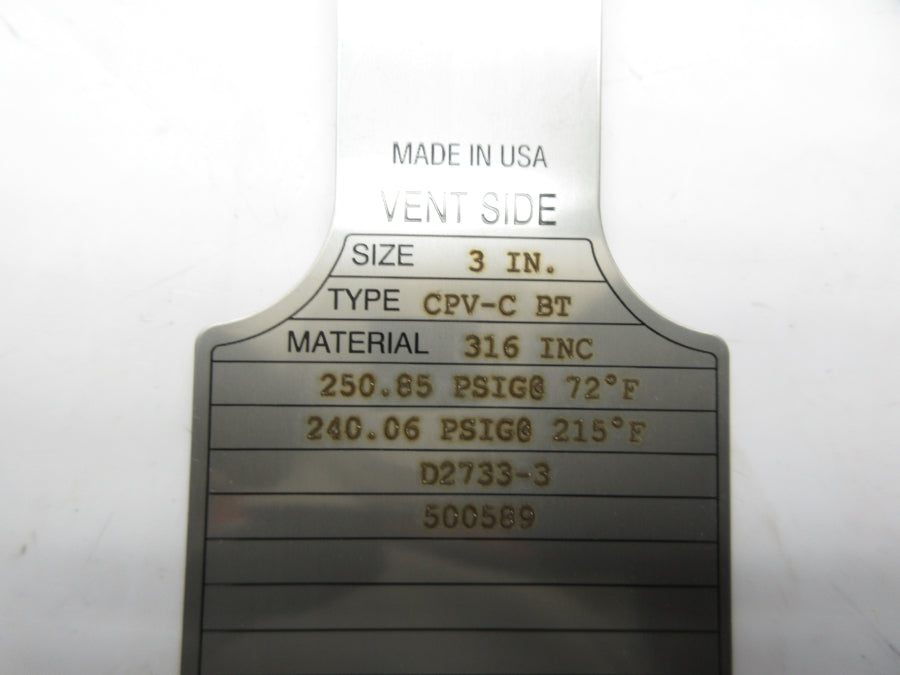 MADE IN USA
VENT SIDE
SIZE 3 IN.
TYPE CPV-C BT
MATERIAL 316 INC
250.85 PSIG@ 72°F
240.06 PSIG@ 215°F
D2733-3
500589